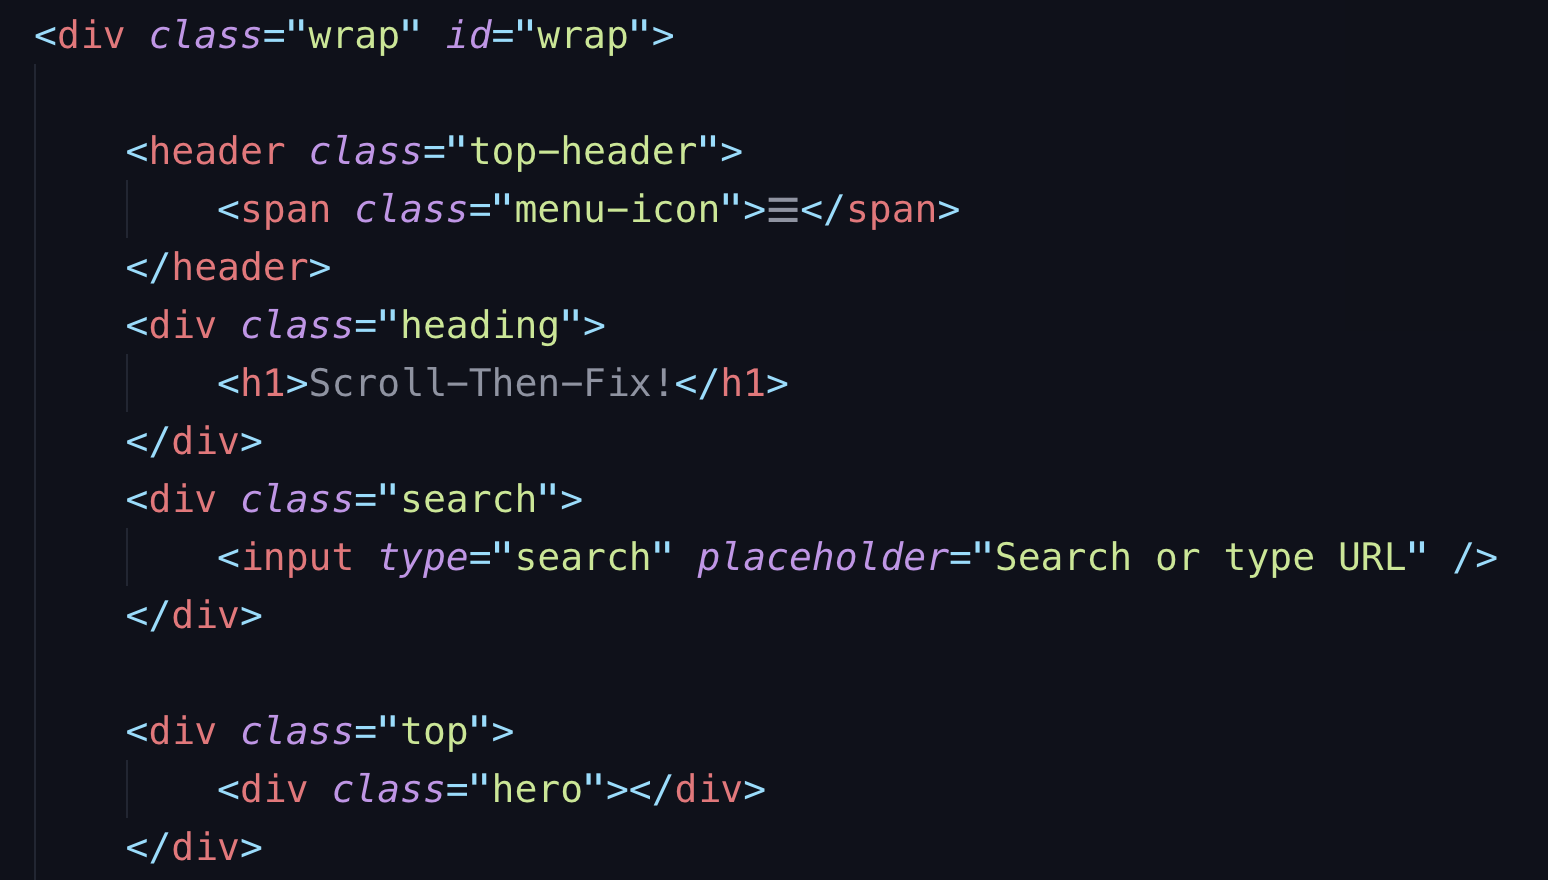 <div class="wrap" id="wrap">
<header class="top-header">
<span class="menu-icon">☰</span>
</header>
<div class="heading">
<h1>Scroll-Then-Fix!</h1>
</div>
<div class="search">
<input type="search" placeholder="Search or type URL" />
</div>
<div class="top">
<div class="hero"></div>
</div>